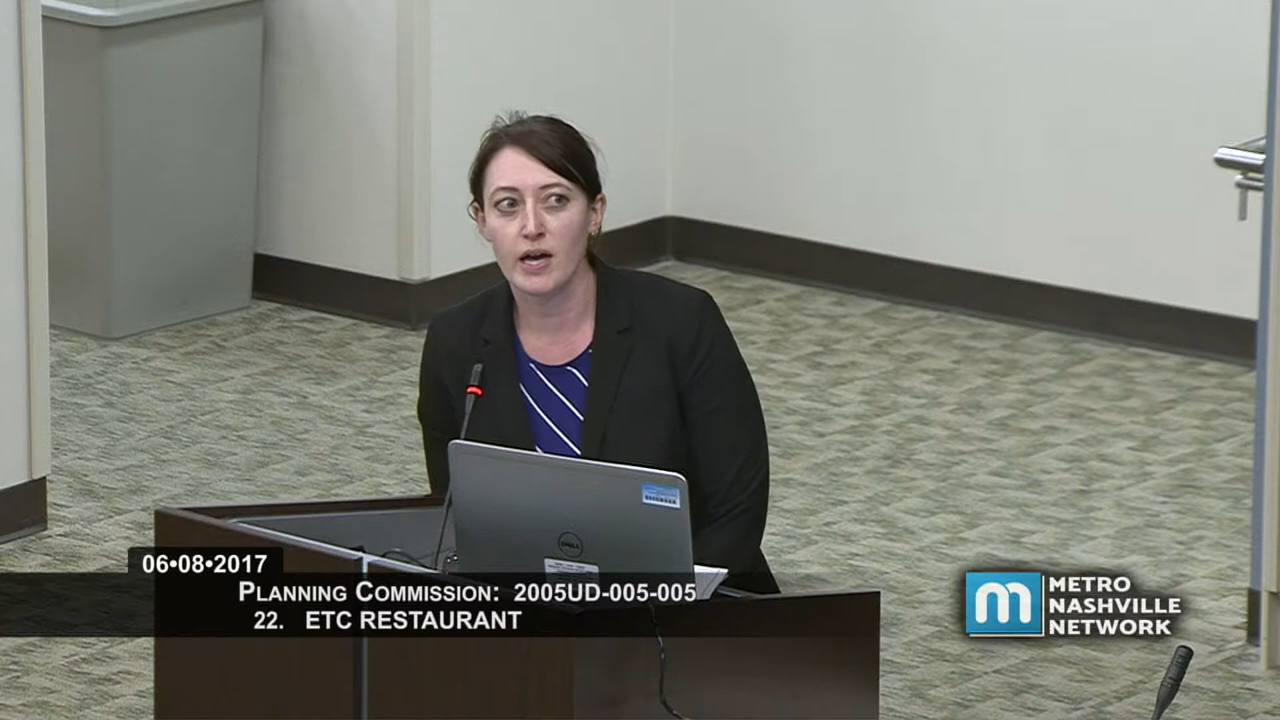 DELL
06•08•2017
PLANNING COMMISSION: 2005UD-005-005
22. ETC RESTAURANT
m METRO
NASHVILLE
NETWORK